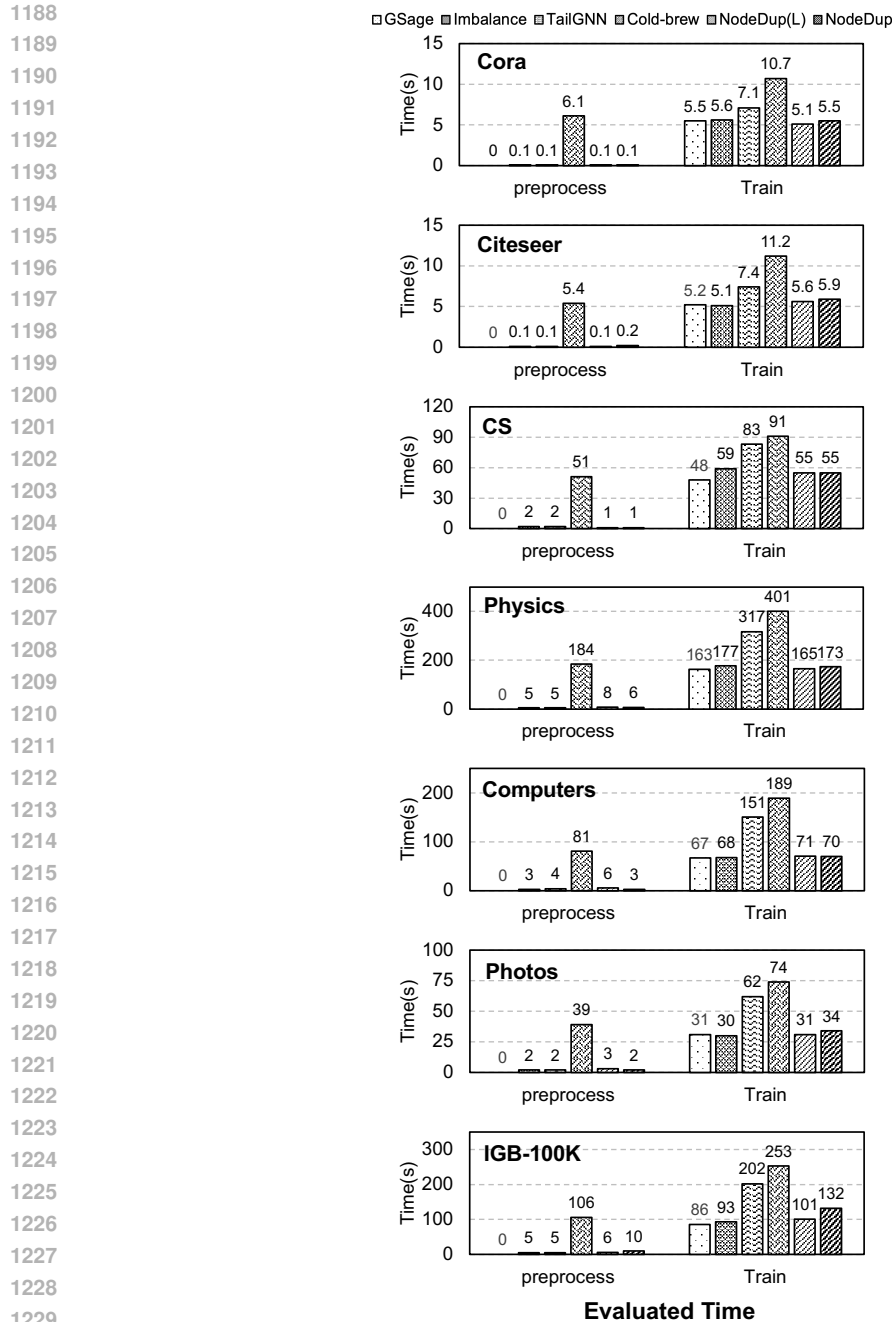 1188
1189
1190
1191
1192
1193
1194
1195
1196
1197
1198
1199
1200
1201
1202
1203
1204
1205
1206
1207
1208
1209
1210
1211
1212
1213
1214
1215
1216
1217
1218
1219
1220
1221
1222
1223
1224
1225
1226
1227
1228
1229
GSage Imbalance TailGNN Cold-brew NodeDup(L) NodeDup
Cora
Time(s)
15
10
5
0
0 0.1 0.1 6.1 0.1 0.1
5.5 5.6 7.1 10.7 5.1 5.5
preprocess Train
Citeseer
Time(s)
15
10
5
0
0 0.1 0.1 5.4 0.1 0.2
5.2 5.1 7.4 11.2 5.6 5.9
preprocess Train
CS
Time(s)
120
90
60
30
0
0 2 2 51 1 1
48 59 83 91 55 55
preprocess Train
Physics
Time(s)
400
200
0
0 5 5 184 8 6
163 177 317 401 165 173
preprocess Train
Computers
Time(s)
200
100
0
0 3 4 81 6 3
67 68 151 189 71 70
preprocess Train
Photos
Time(s)
100
75
50
25
0
0 2 2 39 3 2
31 30 62 74 31 34
preprocess Train
IGB-100K
Time(s)
300
200
100
0
0 5 5 106 6 10
86 93 202 253 101 132
preprocess Train
Evaluated Time